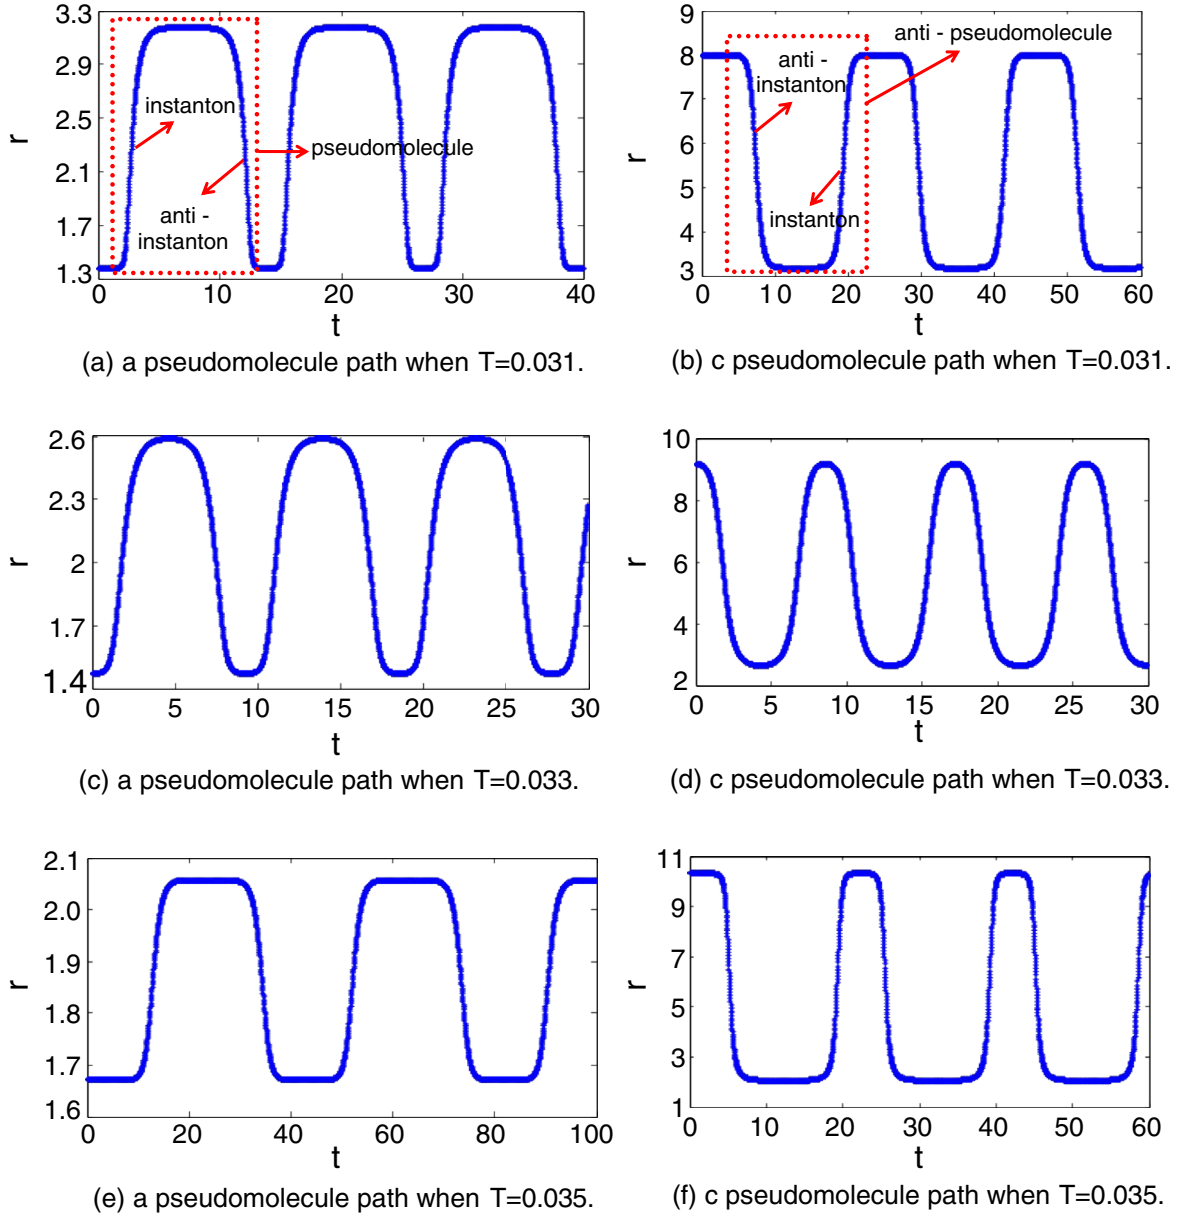 3.3
2.9
2.5
2.1
1.7
1.3
r
instanton
anti -
instanton
pseudomolecule
0 10 20 30 40
t
(a) a pseudomolecule path when T=0.031.
9
8
7
6
5
4
3
r
anti -
instanton
anti - pseudomolecule
instanton
0 10 20 30 40 50 60
t
(b) c pseudomolecule path when T=0.031.
2.6
2.3
2
1.7
1.4
r
0 5 10 15 20 25 30
t
(c) a pseudomolecule path when T=0.033.
10
8
6
4
2
r
0 5 10 15 20 25 30
t
(d) c pseudomolecule path when T=0.033.
2.1
2.0
1.9
1.8
1.7
1.6
r
0 20 40 60 80 100
t
(e) a pseudomolecule path when T=0.035.
11
9
7
5
3
1
r
0 10 20 30 40 50 60
t
(f) c pseudomolecule path when T=0.035.